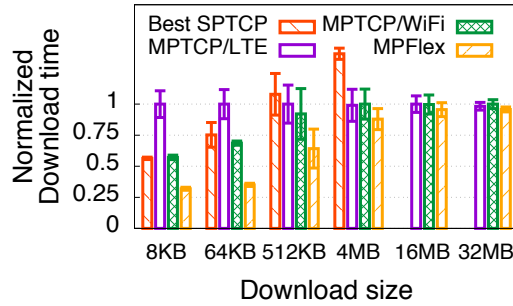 Best SPTCP MPTCP/WiFi
MPTCP/LTE MPFlex
Normalized
Download time
1
0.75
0.5
0.25
0
8KB 64KB 512KB 4MB 16MB 32MB
Download size